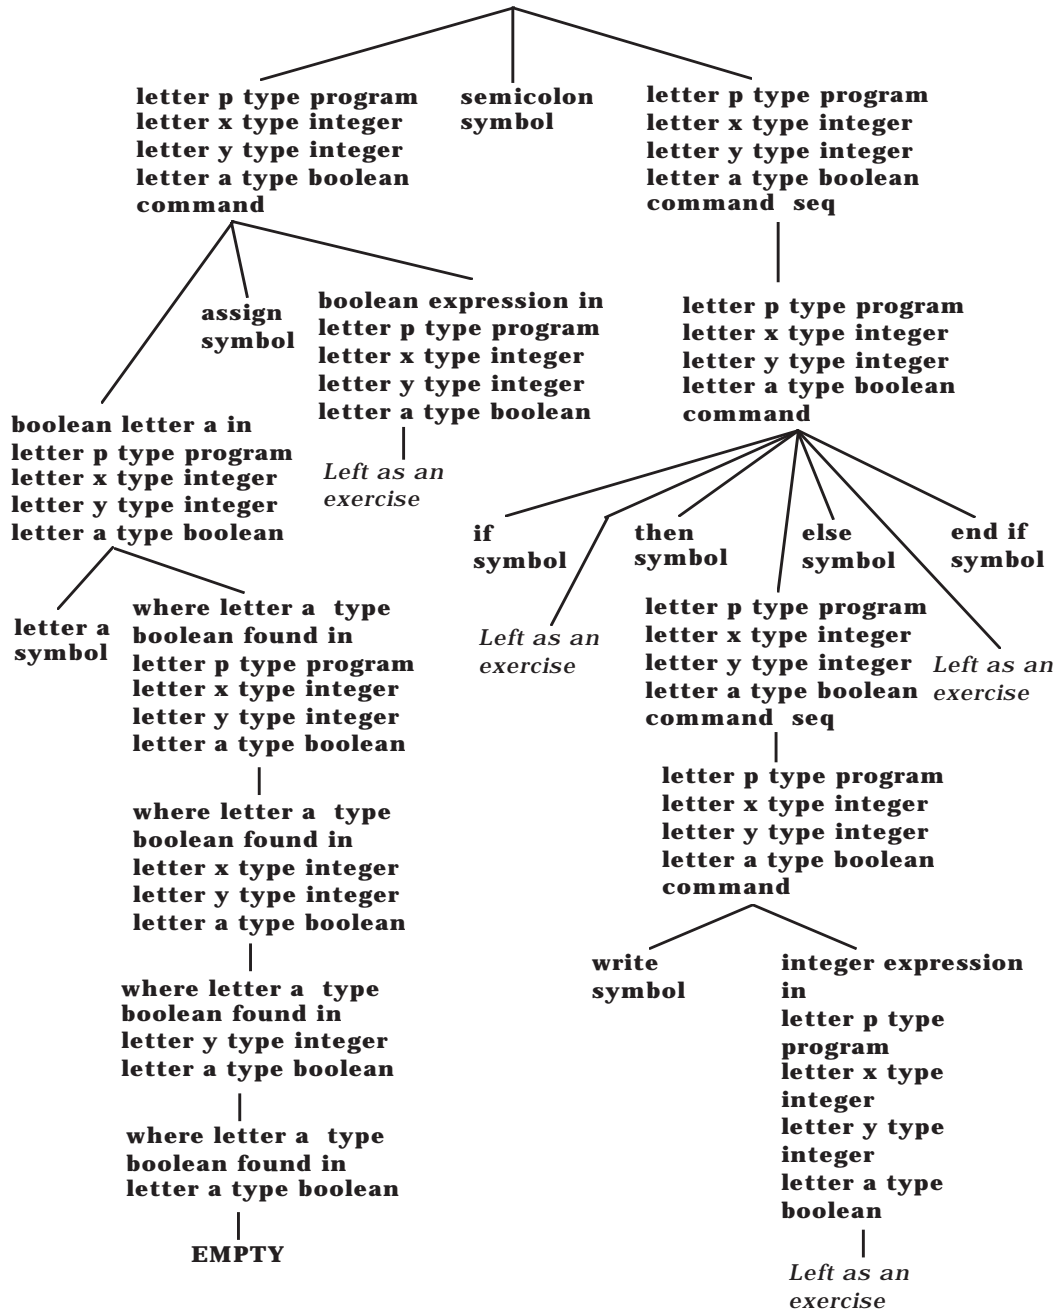 letter p type program
letter x type integer
letter y type integer
letter a type boolean
command
semicolon
symbol
letter p type program
letter x type integer
letter y type integer
letter a type boolean
command seq
assign
symbol
boolean expression in
letter p type program
letter x type integer
letter y type integer
letter a type boolean
Left as an
exercise
letter p type program
letter x type integer
letter y type integer
letter a type boolean
command
boolean letter a in
letter p type program
letter x type integer
letter y type integer
letter a type boolean
letter a
symbol
where letter a type
boolean found in
letter p type program
letter x type integer
letter y type integer
letter a type boolean
where letter a type
boolean found in
letter x type integer
letter y type integer
letter a type boolean
where letter a type
boolean found in
letter y type integer
letter a type boolean
where letter a type
boolean found in
letter a type boolean
EMPTY
if
symbol
Left as an
exercise
then
symbol
letter p type program
letter x type integer
letter y type integer
letter a type boolean
command seq
else
symbol
Left as an
exercise
end if
symbol
letter p type program
letter x type integer
letter y type integer
letter a type boolean
command
write
symbol
integer expression
in
letter p type
program
letter x type
integer
letter y type
integer
letter a type
boolean
Left as an
exercise